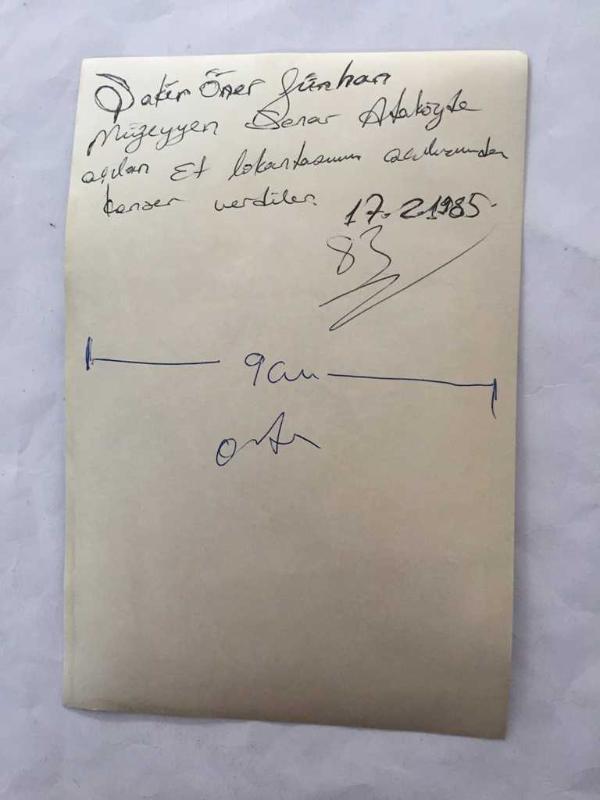 Şakir Öner Günhan
Müzeyyen Senar Ataköyde
açılan Et lokantasının açılışında
konser verdiler. 17.2.1985.
83
9cm
orta